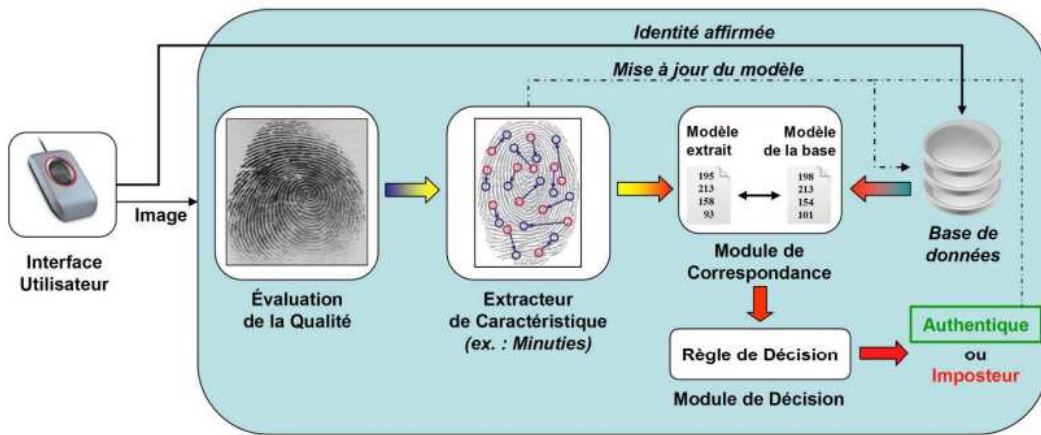 Identité affirmée
Mise à jour du modèle
Image
Interface
Utilisateur
Évaluation
de la Qualité
Extracteur
de Caractéristique
(ex. : Minuties)
Modèle
extrait
195
213
158
93
Modèle
de la base
198
213
154
101
Module de
Correspondance
Base de
données
Règle de Décision
Module de Décision
Authentique
ou
Imposteur